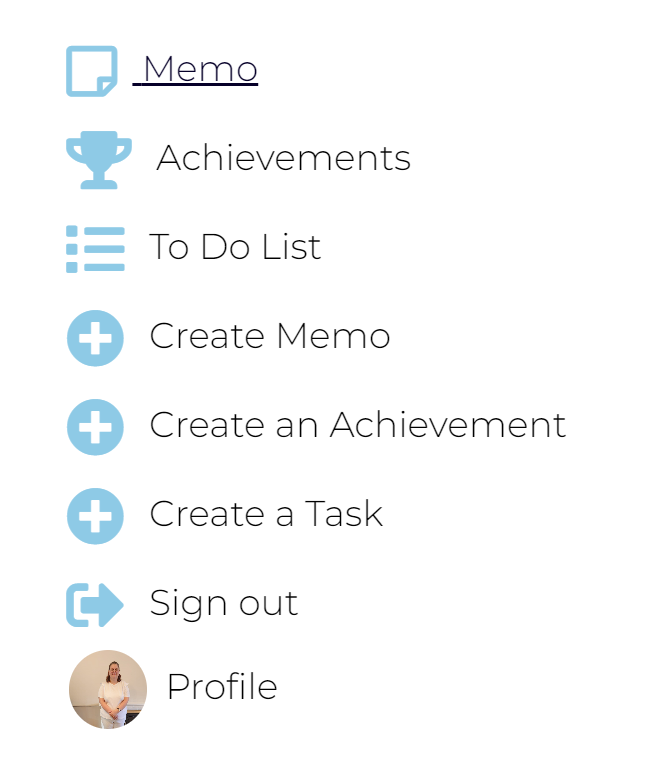 Memo
Achievements
To Do List
Create Memo
Create an Achievement
Create a Task
Sign out
Profile